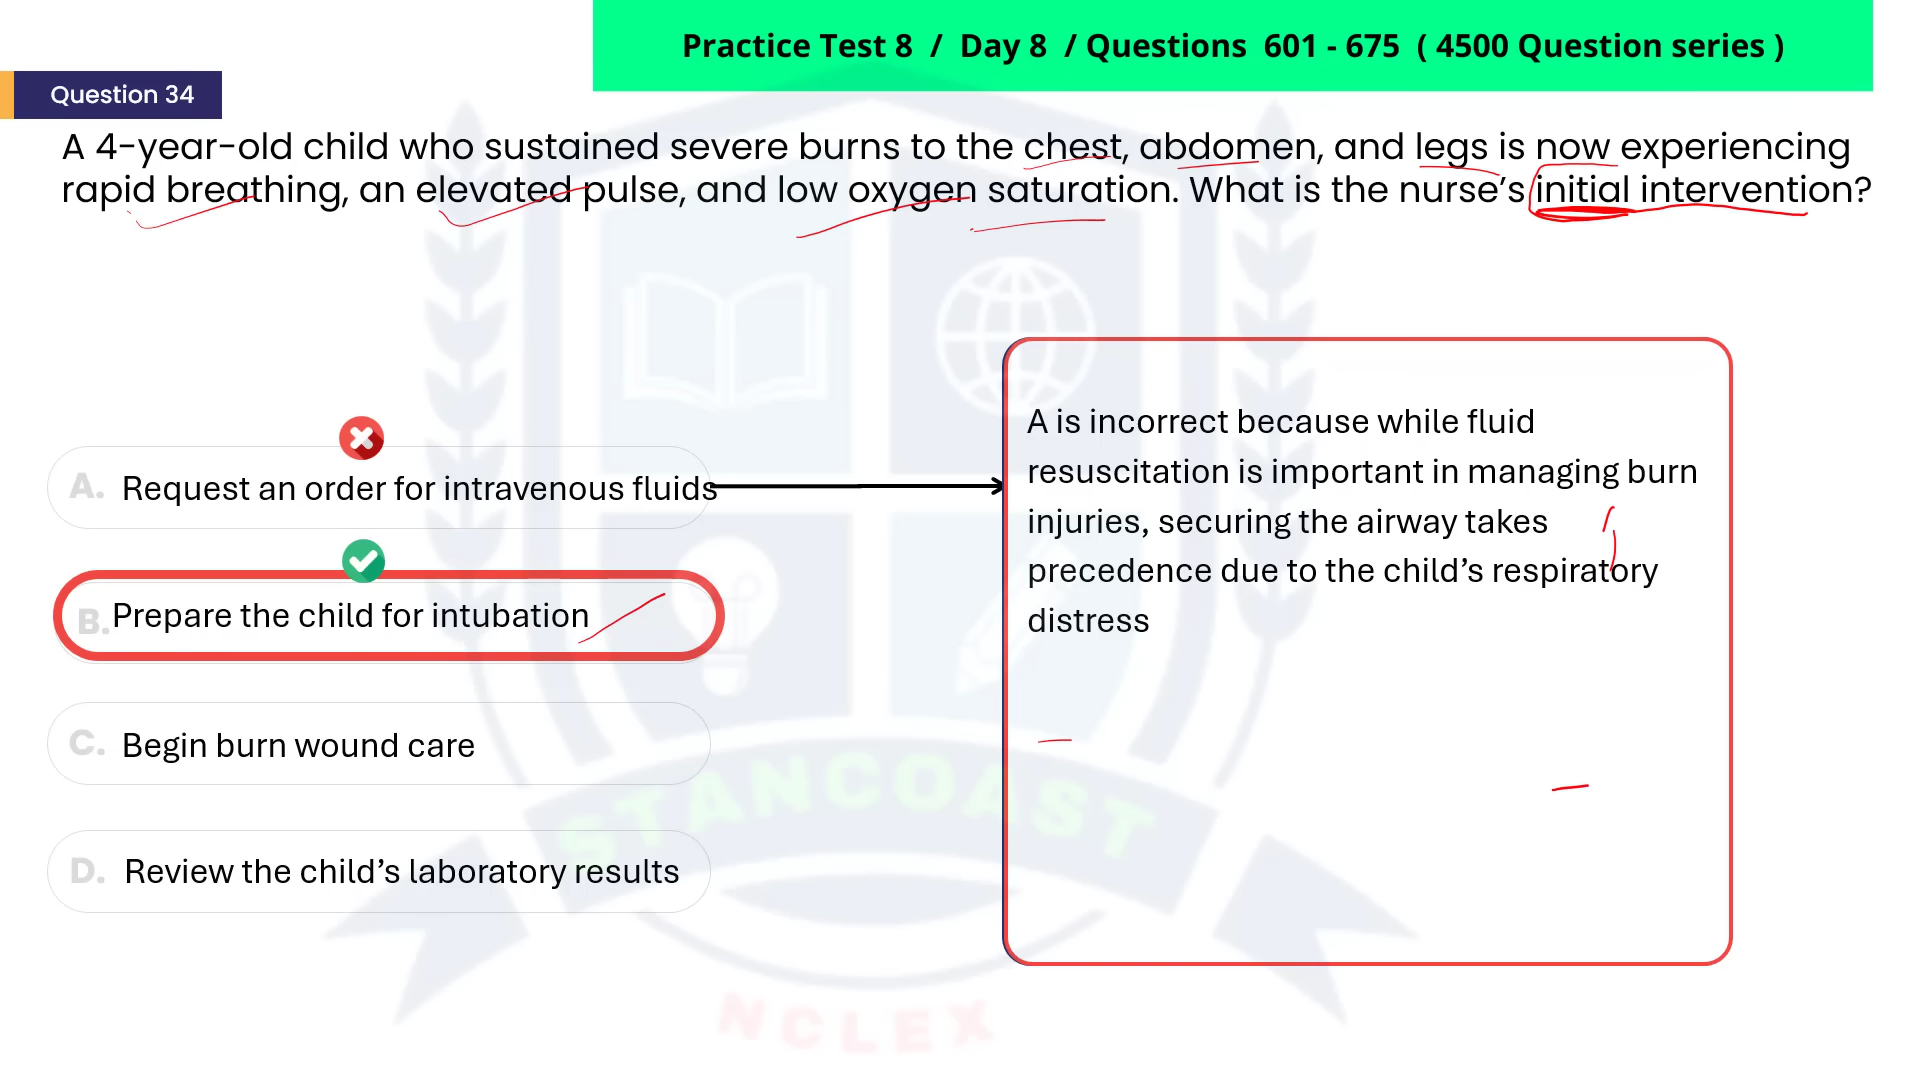 Practice Test 8 / Day 8 / Questions 601 - 675 ( 4500 Question series )
Question 34
A 4-year-old child who sustained severe burns to the chest, abdomen, and legs is now experiencing
rapid breathing, an elevated pulse, and low oxygen saturation. What is the nurse’s initial intervention?
A. Request an order for intravenous fluids
B. Prepare the child for intubation
C. Begin burn wound care
D. Review the child’s laboratory results
A is incorrect because while fluid
resuscitation is important in managing burn
injuries, securing the airway takes
precedence due to the child’s respiratory
distress
STANCOAST
NCLEX